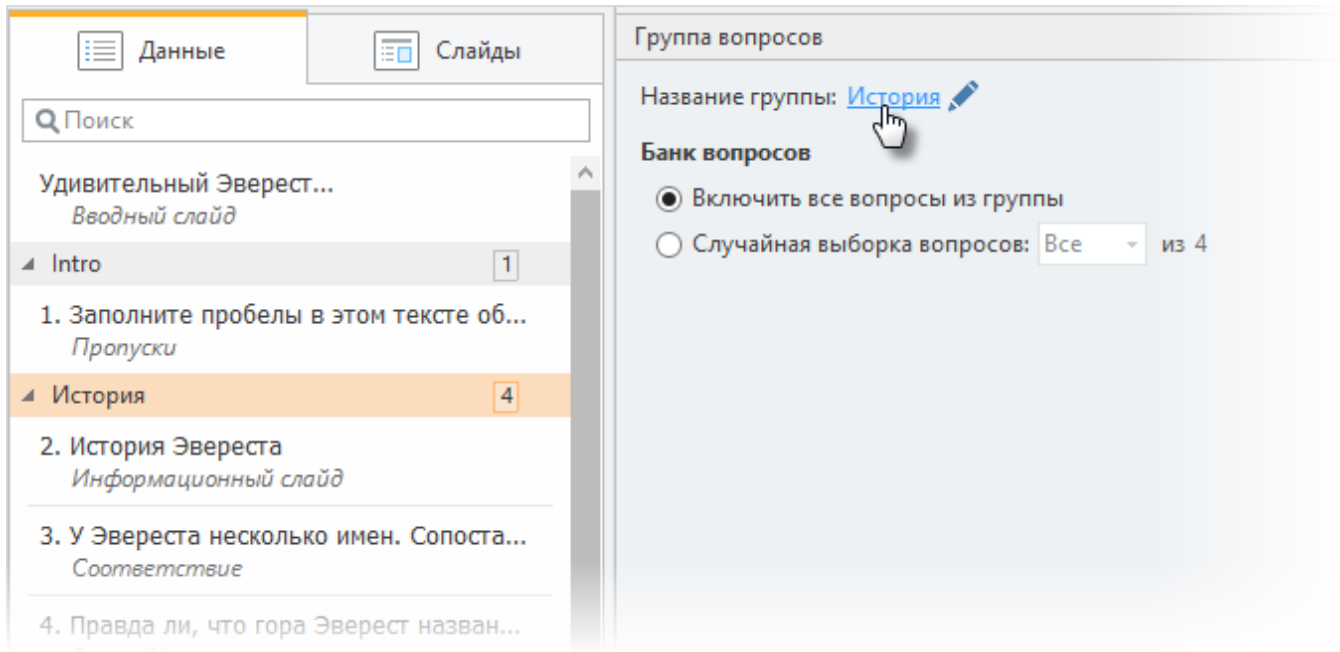 Данные
Слайды
Поиск
Удивительный Эверест...
Вводный слайд
Intro
1
1. Заполните пробелы в этом тексте об...
Пропуски
История
4
2. История Эвереста
Информационный слайд
3. У Эвереста несколько имен. Сопоста...
Соответствие
4. Правда ли, что гора Эверест назван...
Группа вопросов
Название группы: История
Банк вопросов
Включить все вопросы из группы
Случайная выборка вопросов: Все из 4